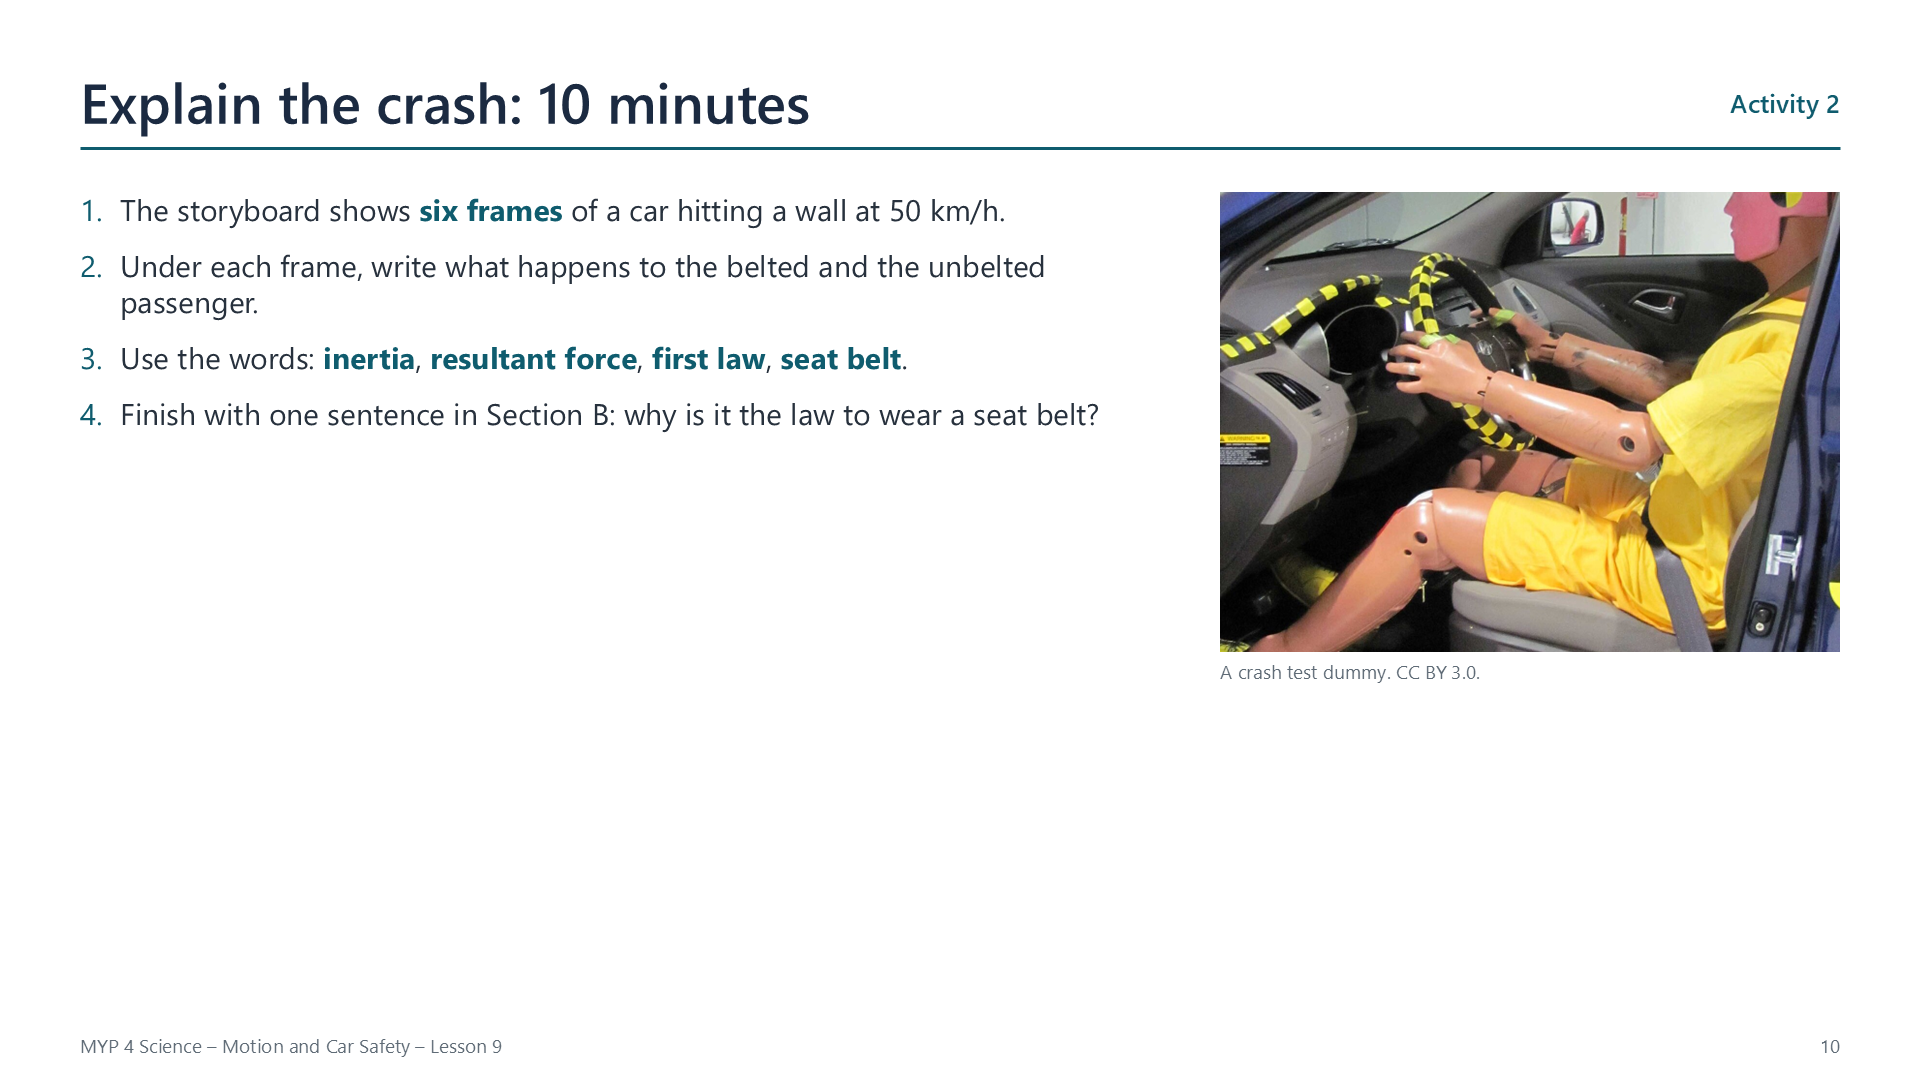 Explain the crash: 10 minutes
Activity 2
1. The storyboard shows six frames of a car hitting a wall at 50 km/h.
2. Under each frame, write what happens to the belted and the unbelted
passenger.
3. Use the words: inertia, resultant force, first law, seat belt.
4. Finish with one sentence in Section B: why is it the law to wear a seat belt?
WARNING
A crash test dummy. CC BY 3.0.
MYP 4 Science – Motion and Car Safety – Lesson 9
10